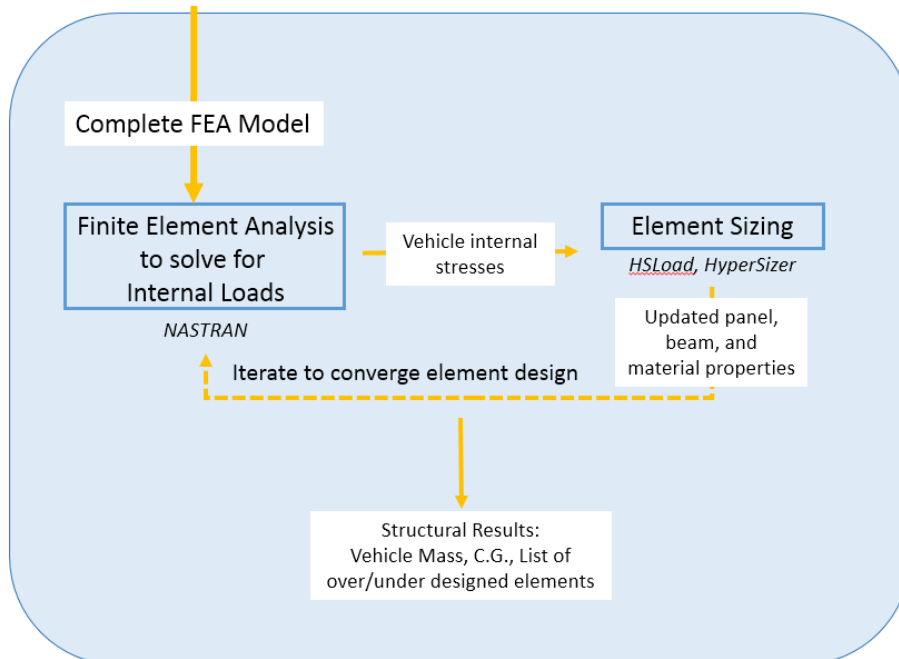 Complete FEA Model
Finite Element Analysis
to solve for
Internal Loads
NASTRAN
Vehicle internal
stresses
Element Sizing
HSLoad, HyperSizer
Updated panel,
beam, and
material properties
Iterate to converge element design
Structural Results:
Vehicle Mass, C.G., List of
over/under designed elements